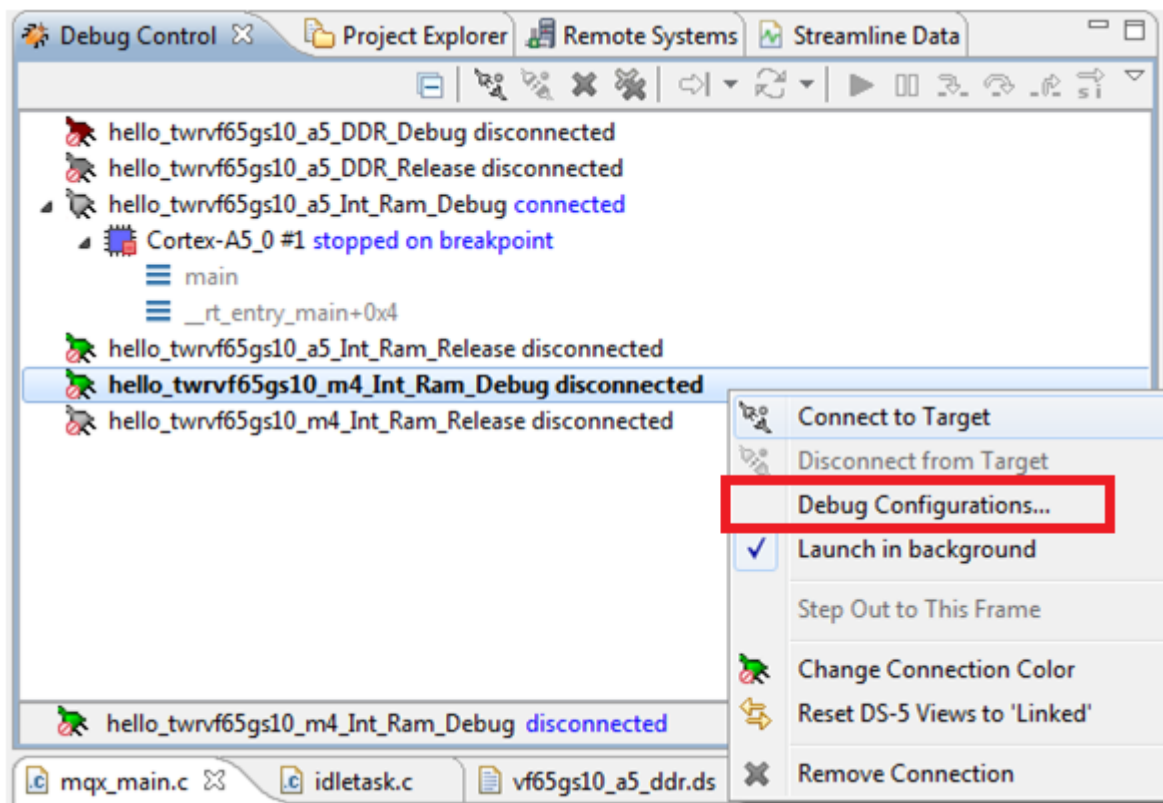 Debug Control Project Explorer Remote Systems Streamline Data
hello_twrvf65gs10_a5_DDR_Debug disconnected
hello_twrvf65gs10_a5_DDR_Release disconnected
hello_twrvf65gs10_a5_Int_Ram_Debug connected
Cortex-A5_0 #1 stopped on breakpoint
main
__rt_entry_main+0x4
hello_twrvf65gs10_a5_Int_Ram_Release disconnected
hello_twrvf65gs10_m4_Int_Ram_Debug disconnected
hello_twrvf65gs10_m4_Int_Ram_Release disconnected
Connect to Target
Disconnect from Target
Debug Configurations...
Launch in background
Step Out to This Frame
Change Connection Color
Reset DS-5 Views to 'Linked'
Remove Connection
hello_twrvf65gs10_m4_Int_Ram_Debug disconnected
mqx_main.c idletask.c vf65gs10_a5_ddr.ds